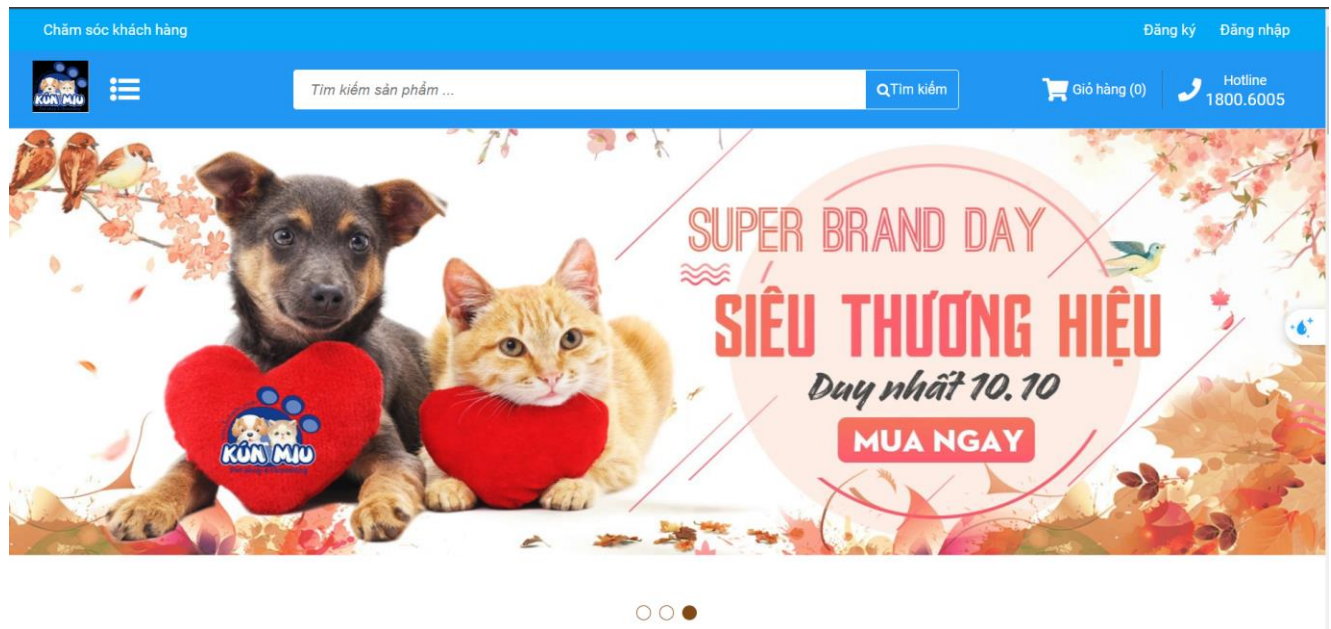 Chăm sóc khách hàng
Đăng ký Đăng nhập
KÚN MIU
Tìm kiếm sản phẩm ...
Tìm kiếm
Giỏ hàng (0)
Hotline
1800.6005
SUPER BRAND DAY
SIÊU THƯƠNG HIỆU
Duy nhất 10.10
MUA NGAY
KÚN MIU